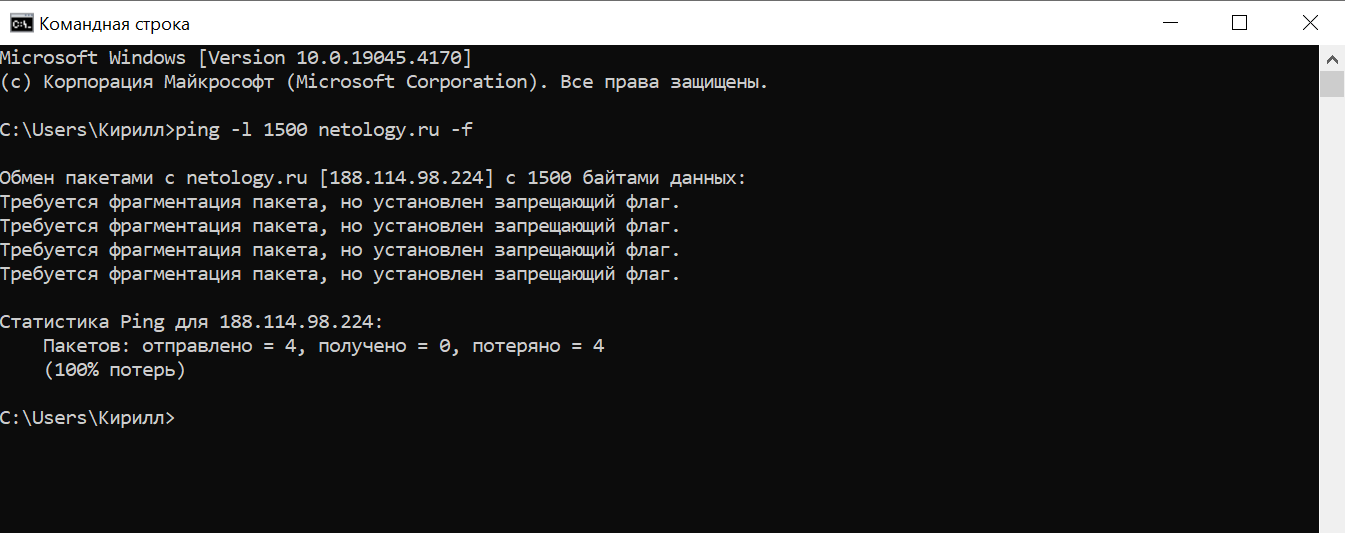 Командная строка
Microsoft Windows [Version 10.0.19045.4170]
(c) Корпорация Майкрософт (Microsoft Corporation). Все права защищены.
C:\Users\Кирилл>ping -l 1500 netology.ru -f
Обмен пакетами с netology.ru [188.114.98.224] с 1500 байтами данных:
Требуется фрагментация пакета, но установлен запрещающий флаг.
Требуется фрагментация пакета, но установлен запрещающий флаг.
Требуется фрагментация пакета, но установлен запрещающий флаг.
Требуется фрагментация пакета, но установлен запрещающий флаг.
Статистика Ping для 188.114.98.224:
    Пакетов: отправлено = 4, получено = 0, потеряно = 4
    (100% потерь)
C:\Users\Кирилл>